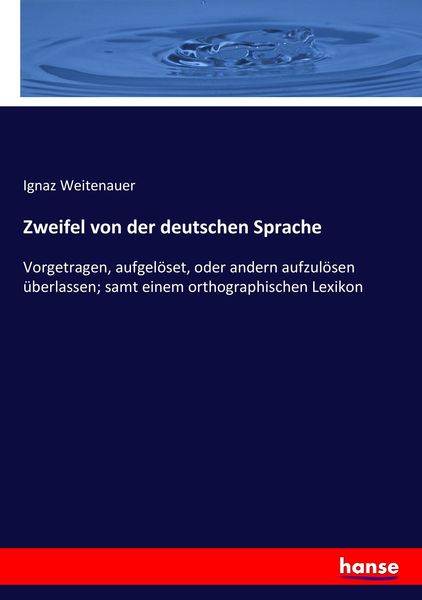 Ignaz Weitenauer
Zweifel von der deutschen Sprache
Vorgetragen, aufgelöset, oder andern aufzulösen
überlassen; samt einem orthographischen Lexikon
hanse